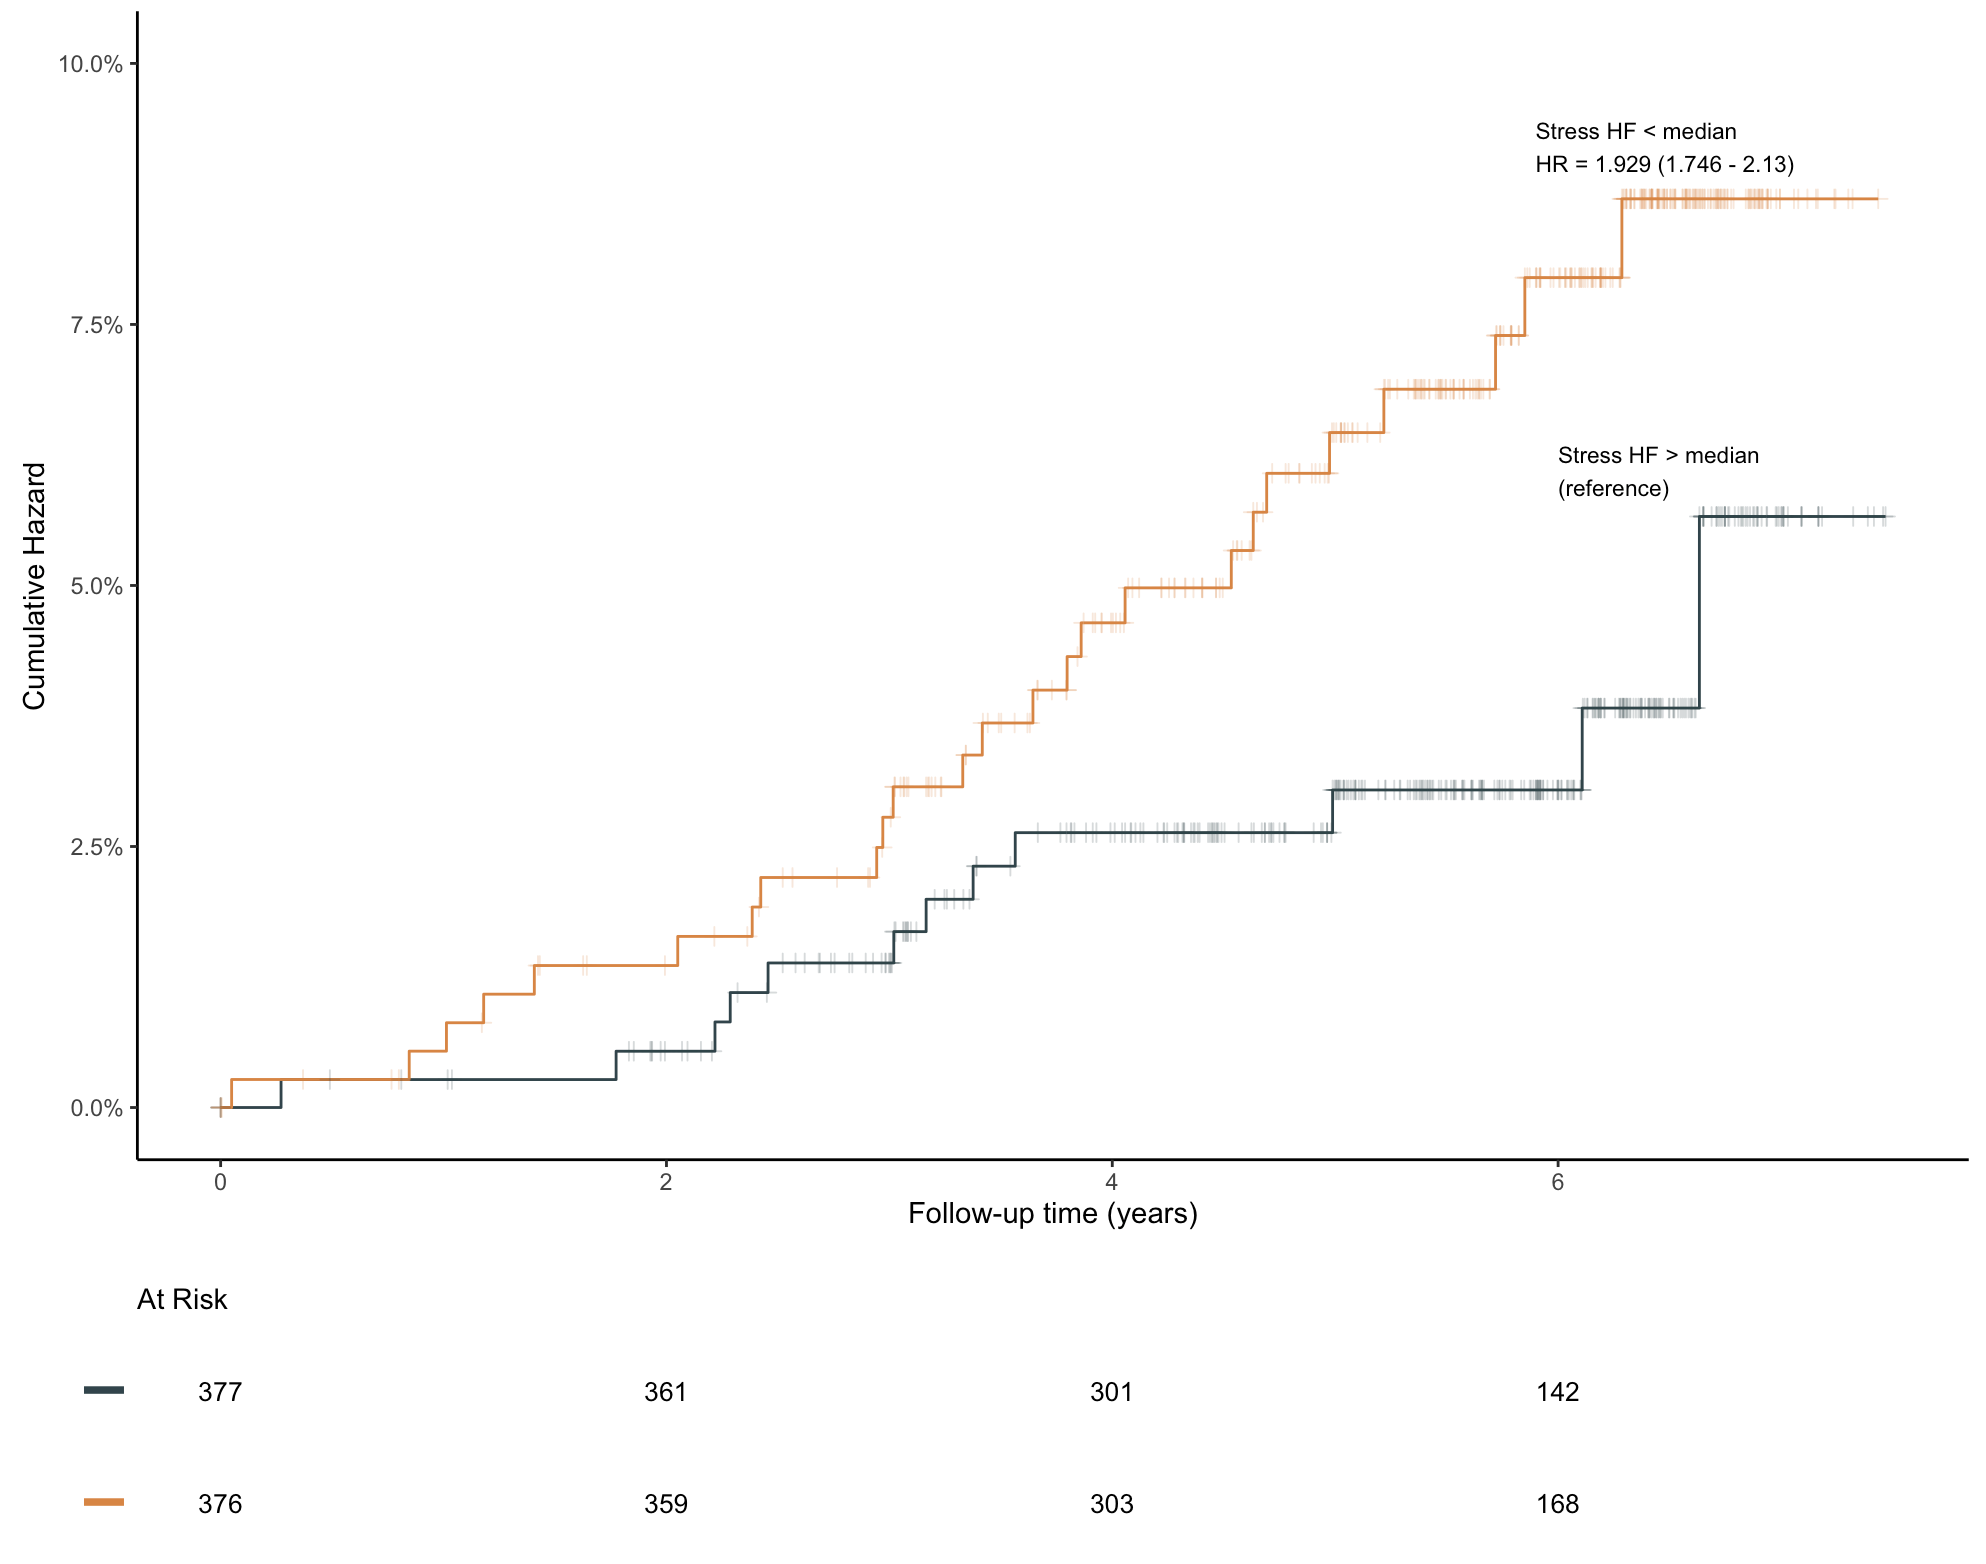 10.0%
Stress HF < median
HR = 1.929 (1.746 - 2.13)
7.5%
Stress HF > median
(reference)
Cumulative Hazard
5.0%
2.5%
0.0%
0 2 4 6
Follow-up time (years)
At Risk
377 361 301 142
376 359 303 168